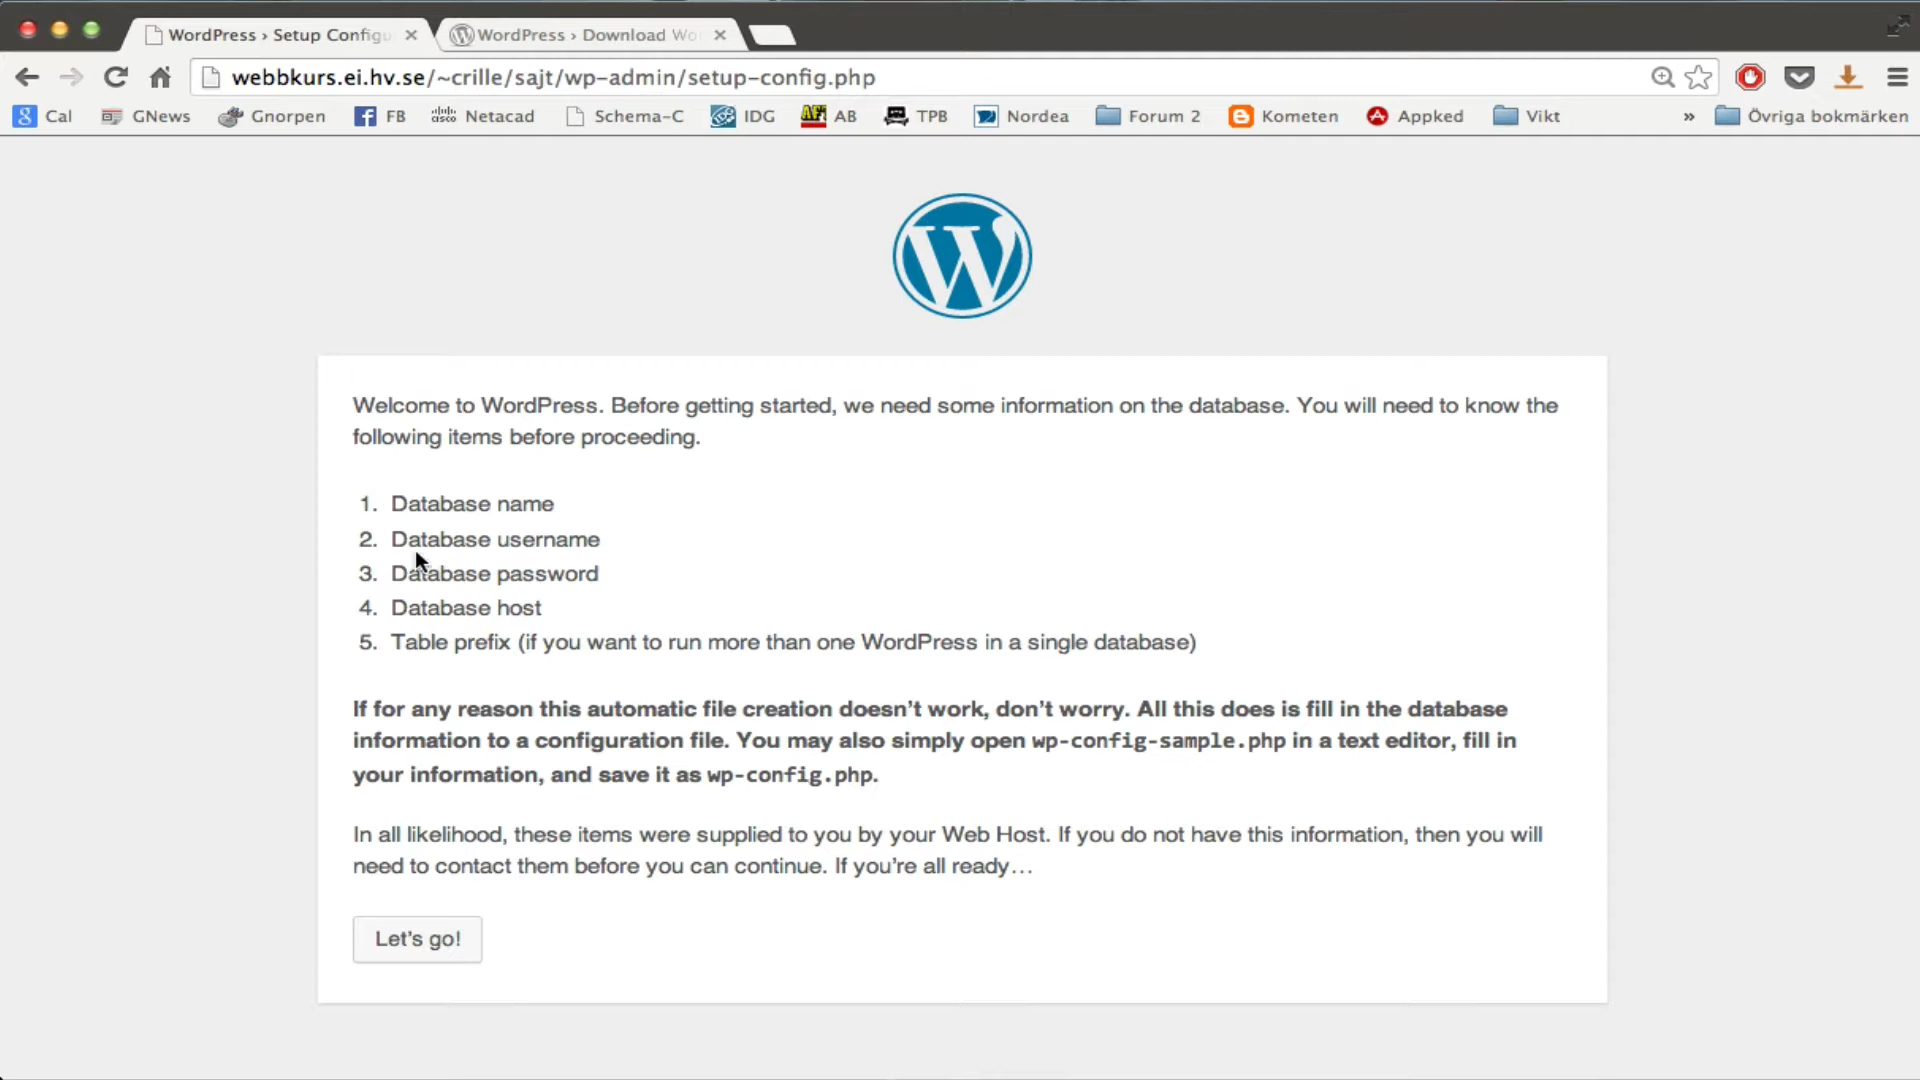 WordPress › Setup Configu
WordPress › Download Wo
webbkurs.ei.hv.se/~crille/sajt/wp-admin/setup-config.php
Cal GNews Gnorpen FB Netacad Schema-C IDG AB TPB Nordea Forum 2 Kometen Appked Vikt » Övriga bokmärken
Welcome to WordPress. Before getting started, we need some information on the database. You will need to know the
following items before proceeding.
1. Database name
2. Database username
3. Database password
4. Database host
5. Table prefix (if you want to run more than one WordPress in a single database)
If for any reason this automatic file creation doesn’t work, don’t worry. All this does is fill in the database
information to a configuration file. You may also simply open wp-config-sample.php in a text editor, fill in
your information, and save it as wp-config.php.
In all likelihood, these items were supplied to you by your Web Host. If you do not have this information, then you will
need to contact them before you can continue. If you’re all ready…
Let’s go!